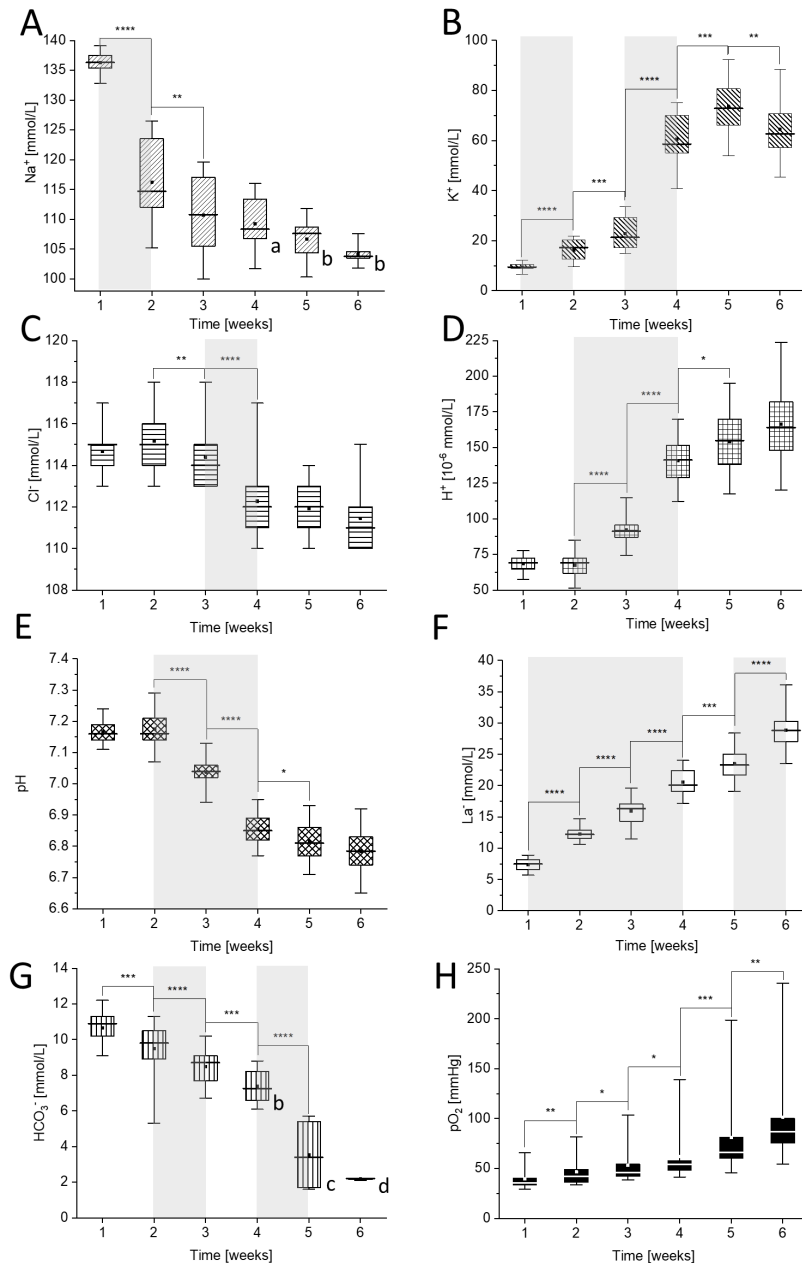 A
****
**
Na+ [mmol/L]
135
135
130
125
120
115
110
105
100
a
b
b
1 2 3 4 5 6
Time [weeks]
B
****
***
****
***
**
K+ [mmol/L]
100
80
60
40
20
0
1 2 3 4 5 6
Time [weeks]
C
**
****
Cl- [mmol/L]
120
118
116
114
112
110
108
1 2 3 4 5 6
Time [weeks]
D
****
****
*
H+ [10-6 mmol/L]
225
200
175
150
125
100
75
50
1 2 3 4 5 6
Time [weeks]
E
****
****
*
pH
7.4
7.3
7.2
7.1
7.0
6.9
6.8
6.7
6.6
1 2 3 4 5 6
Time [weeks]
F
****
****
****
***
****
La- [mmol/L]
40
35
30
25
20
15
10
5
0
1 2 3 4 5 6
Time [weeks]
G
***
****
***
****
HCO3- [mmol/L]
14
12
10
8
6
4
2
0
b
c
d
1 2 3 4 5 6
Time [weeks]
H
**
*
*
***
**
pO2 [mmHg]
250
200
150
100
50
0
1 2 3 4 5 6
Time [weeks]